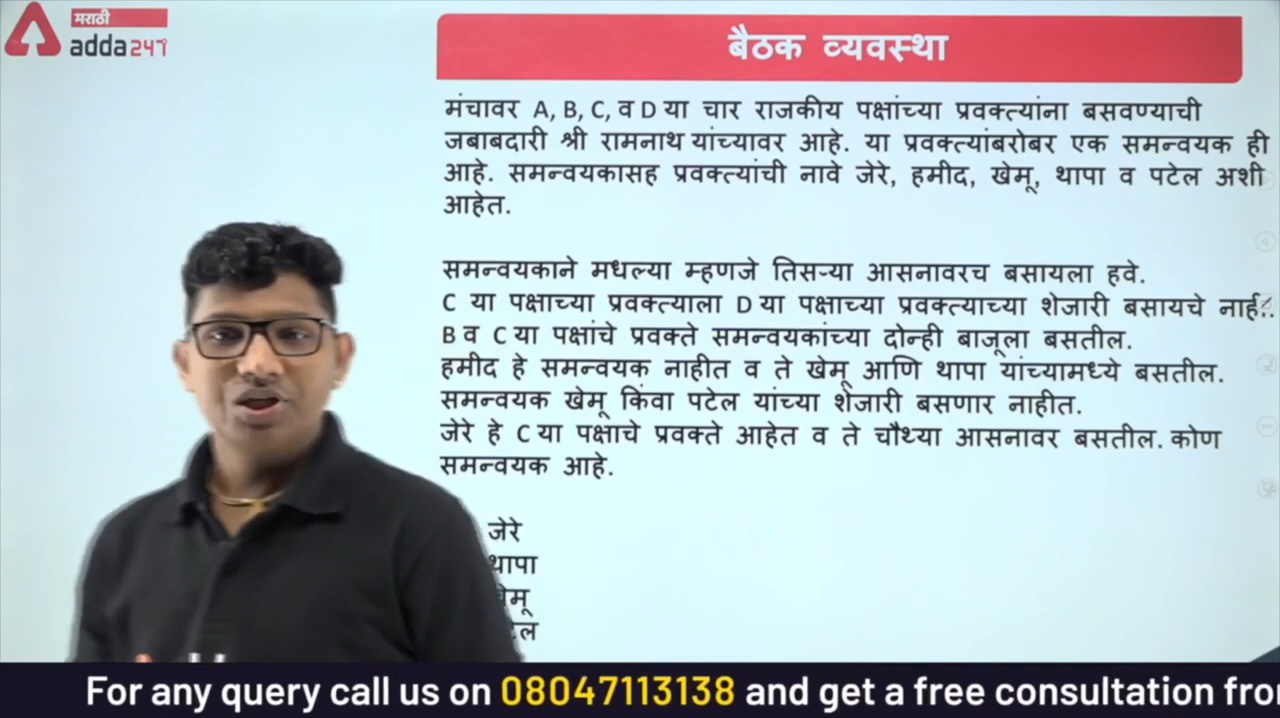 मराठी
adda247
बैठक व्यवस्था
मंचावर A, B, C, व D या चार राजकीय पक्षांच्या प्रवक्त्यांना बसवण्याची
जबाबदारी श्री रामनाथ यांच्यावर आहे. या प्रवक्त्यांबरोबर एक समन्वयक ही
आहे. समन्वयकासह प्रवक्त्यांची नावे जेरे, हमीद, खेमू, थापा व पटेल अशी
आहेत.
समन्वयकाने मधल्या म्हणजे तिसऱ्या आसनावरच बसायला हवे.
C या पक्षाच्या प्रवक्त्याला D या पक्षाच्या प्रवक्त्याच्या शेजारी बसायचे
B व C या पक्षांचे प्रवक्ते समन्वयकांच्या दोन्ही बाजूला बसतील.
हमीद हे समन्वयक नाहीत व ते खेमू आणि थापा यांच्यामध्ये बसतील.
समन्वयक खेमू किंवा पटेल यांच्या शेजारी बसणार नाहीत.
जेरे हे C या पक्षाचे प्रवक्ते आहेत व ते चौथ्या आसनावर बसतील. कोण
समन्वयक आहे.
जेरे
थापा
For any query call us on 08047113138 and get a free consultation from